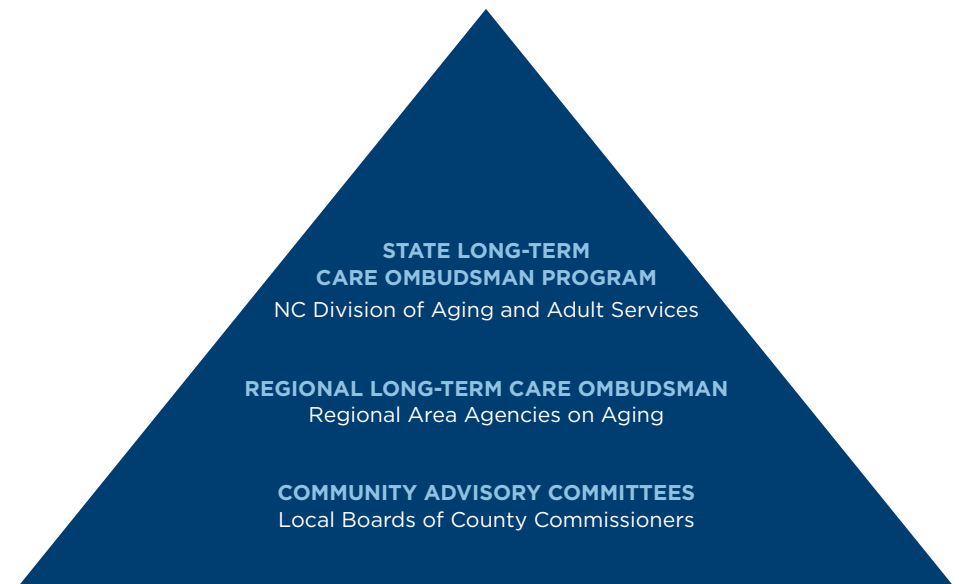 STATE LONG-TERM
CARE OMBUDSMAN PROGRAM
NC Division of Aging and Adult Services
REGIONAL LONG-TERM CARE OMBUDSMAN
Regional Area Agencies on Aging
COMMUNITY ADVISORY COMMITTEES
Local Boards of County Commissioners